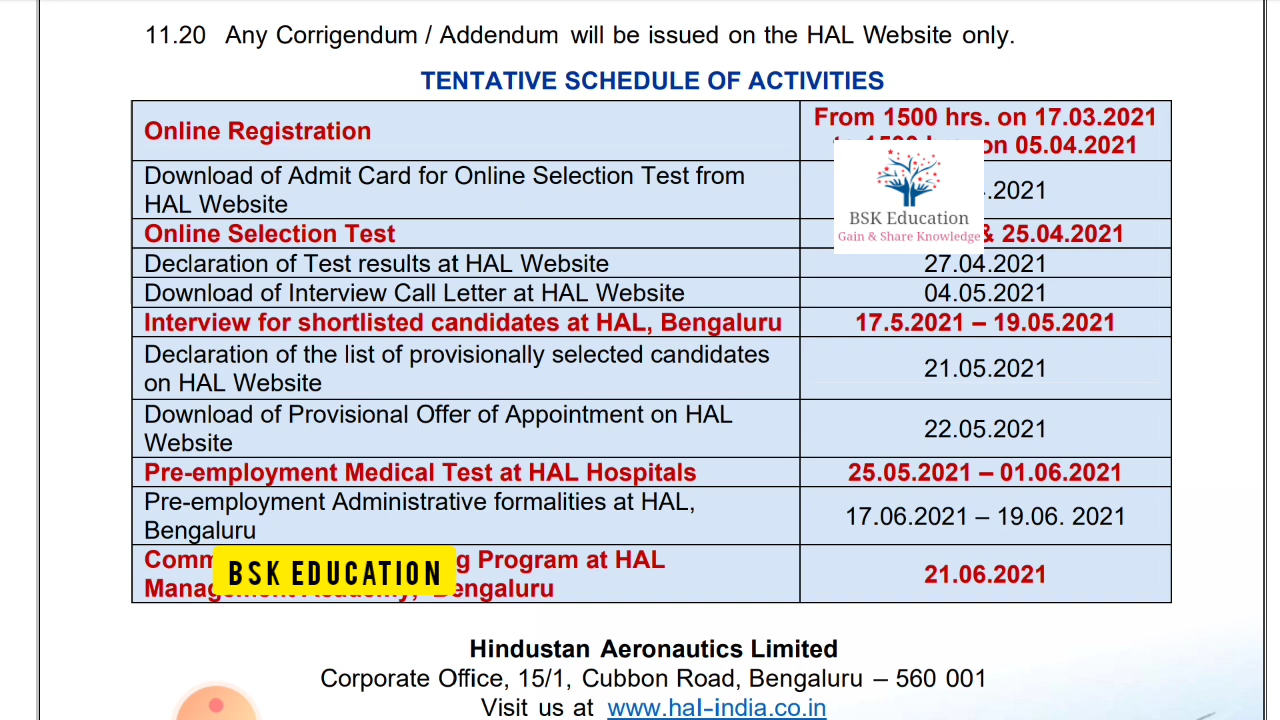 11.20 Any Corrigendum / Addendum will be issued on the HAL Website only.
TENTATIVE SCHEDULE OF ACTIVITIES
Online Registration
From 1500 hrs. on 17.03.2021
on 05.04.2021
Download of Admit Card for Online Selection Test from
HAL Website
.2021
Online Selection Test
& 25.04.2021
BSK Education
Gain & Share Knowledge
Declaration of Test results at HAL Website
27.04.2021
Download of Interview Call Letter at HAL Website
04.05.2021
Interview for shortlisted candidates at HAL, Bengaluru
17.5.2021 – 19.05.2021
Declaration of the list of provisionally selected candidates
on HAL Website
21.05.2021
Download of Provisional Offer of Appointment on HAL
Website
22.05.2021
Pre-employment Medical Test at HAL Hospitals
25.05.2021 – 01.06.2021
Pre-employment Administrative formalities at HAL,
Bengaluru
17.06.2021 – 19.06. 2021
Program at HAL
Bengaluru
21.06.2021
BSK EDUCATION
Hindustan Aeronautics Limited
Corporate Office, 15/1, Cubbon Road, Bengaluru – 560 001
Visit us at www.hal-india.co.in